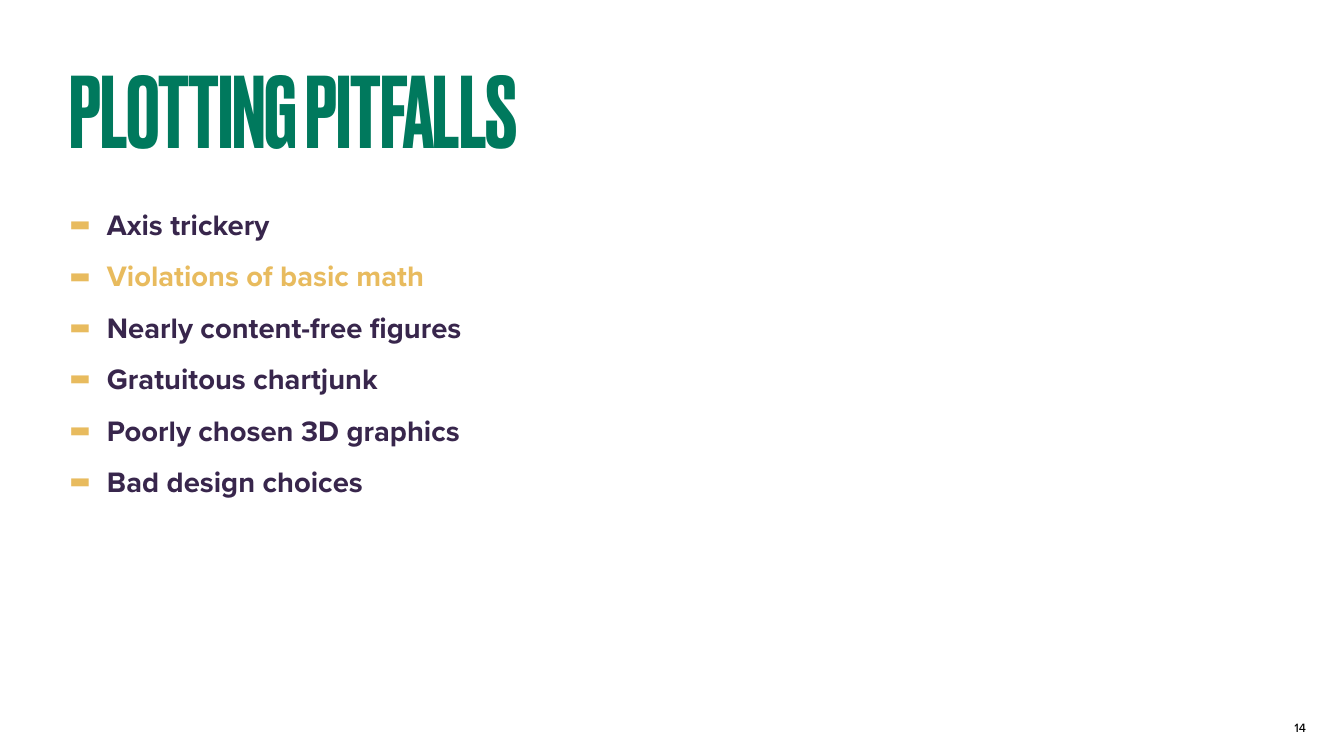 PLOTTING PITFALLS
Axis trickery
Violations of basic math
Nearly content-free figures
Gratuitous chartjunk
Poorly chosen 3D graphics
Bad design choices
14